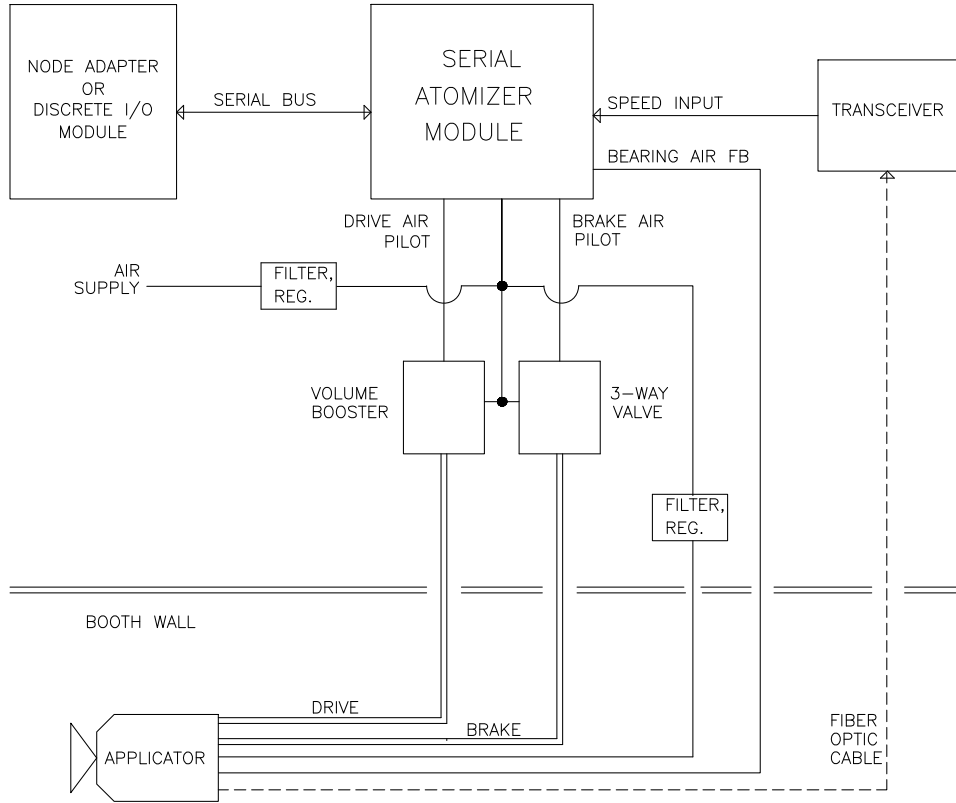 NODE ADAPTER
OR
DISCRETE I/O
MODULE
SERIAL BUS
SERIAL
ATOMIZER
MODULE
SPEED INPUT
TRANSCEIVER
BEARING AIR FB
DRIVE AIR
PILOT
BRAKE AIR
PILOT
AIR
SUPPLY
FILTER,
REG.
VOLUME
BOOSTER
3-WAY
VALVE
FILTER,
REG.
BOOTH WALL
DRIVE
BRAKE
APPLICATOR
FIBER
OPTIC
CABLE